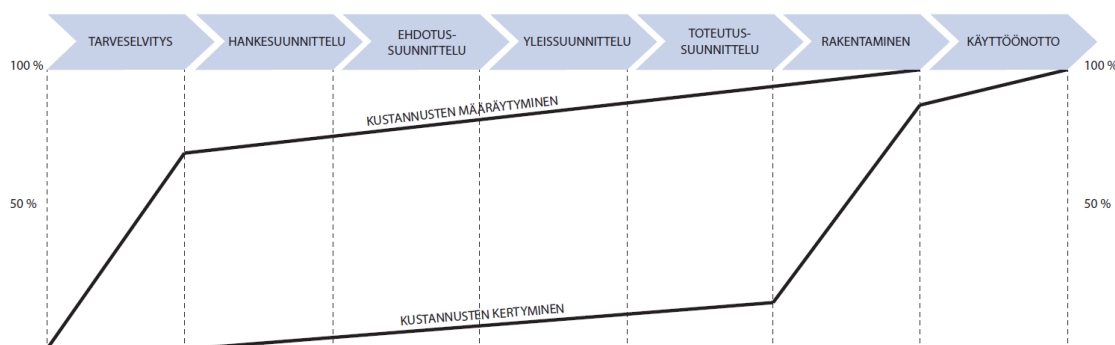 TARVESELVITYS
HANKESUUNNITTELU
EHDOTUS-
SUUNNITTELU
YLEISSUUNNITTELU
TOTEUTUS-
SUUNNITTELU
RAKENTAMINEN
KÄYTTÖÖNOTTO
100 %
100 %
KUSTANNUSTEN MÄÄRÄYTYMINEN
50 %
50 %
KUSTANNUSTEN KERTYMINEN